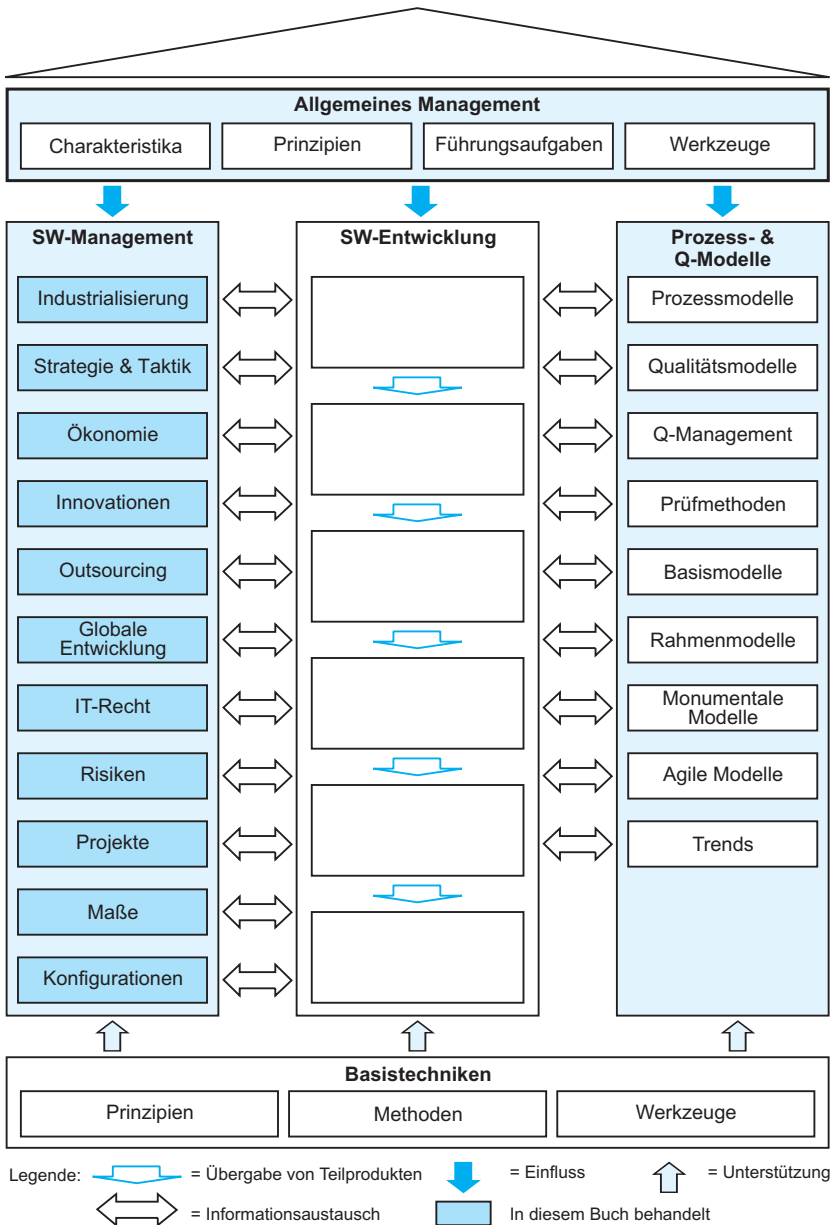 Allgemeines Management
Charakteristika
Prinzipien
Führungsaufgaben
Werkzeuge
SW-Management
Industrialisierung
Strategie & Taktik
Ökonomie
Innovationen
Outsourcing
Globale
Entwicklung
IT-Recht
Risiken
Projekte
Maße
Konfigurationen
SW-Entwicklung
Prozess- &
Q-Modelle
Prozessmodelle
Qualitätsmodelle
Q-Management
Prüfmethoden
Basismodelle
Rahmenmodelle
Monumentale
Modelle
Agile Modelle
Trends
Basistechniken
Prinzipien
Methoden
Werkzeuge
Legende:
= Übergabe von Teilprodukten
= Einfluss
= Unterstützung
= Informationsaustausch
In diesem Buch behandelt